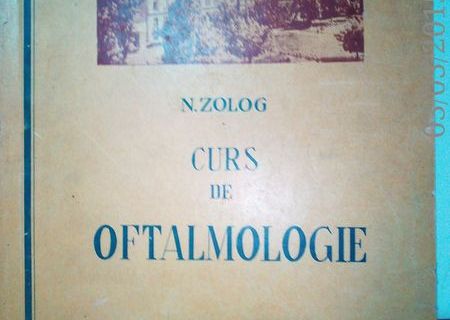 N. ZOLOG
CURS
DE
OFTALMOLOGIE